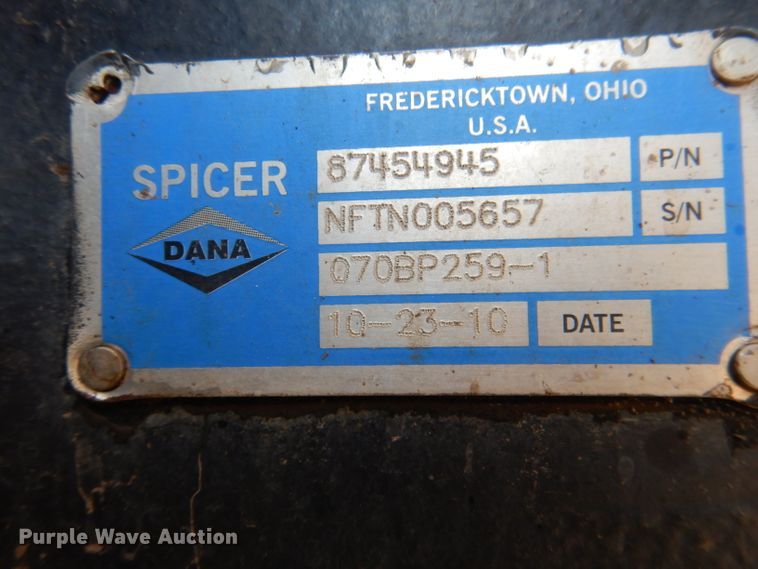 FREDERICKTOWN, OHIO
U.S.A.
SPICER
DANA
87454945 P/N
NFTN005657 S/N
070BP259-1
10-23-10 DATE
Purple Wave Auction